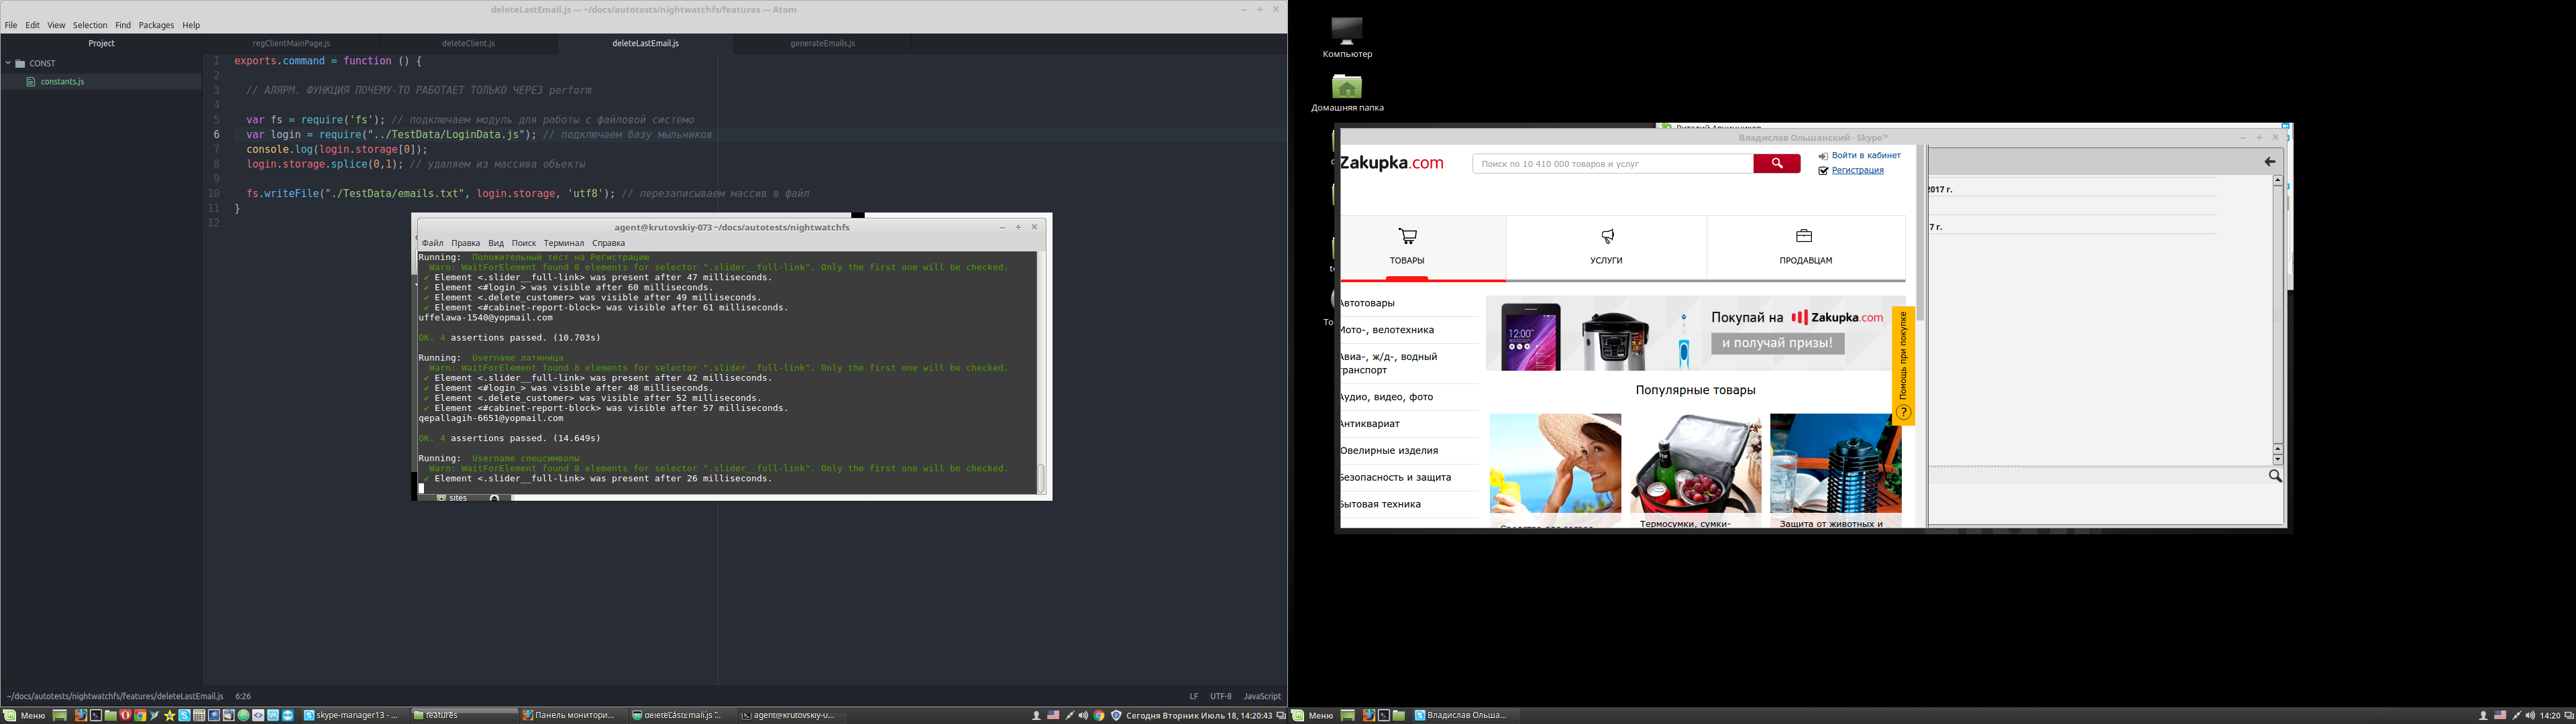 deleteLastEmail.js — ~/docs/autotests/nightwatchfs/features — Atom
File Edit View Selection Find Packages Help
Project
regClientMainPage.js
deleteClient.js
deleteLastEmail.js
generateEmails.js
CONST
constants.js
1 exports.command = function () {
2
3 // АЛЯРМ. ФУНКЦИЯ ПОЧЕМУ-ТО РАБОТАЕТ ТОЛЬКО ЧЕРЕЗ perform
4
5 var fs = require('fs'); // подключаем модуль для работы с файловой системо
6 var login = require("../TestData/LoginData.js"); // подключаем базу мыльников
7 console.log(login.storage[0]);
8 login.storage.splice(0,1); // удаляем из массива обьекты
9
10 fs.writeFile("./TestData/emails.txt", login.storage, 'utf8'); // перезаписываем массив в файл
11 }
12
agent@krutovskiy-073 ~/docs/autotests/nightwatchfs
Файл Правка Вид Поиск Терминал Справка
Running: Положительный тест на Регистрацию
Warn: WaitForElement found 8 elements for selector ".slider__full-link". Only the first one will be checked.
✔ Element <.slider__full-link> was present after 47 milliseconds.
✔ Element <#login_> was visible after 60 milliseconds.
✔ Element <.delete_customer> was visible after 49 milliseconds.
✔ Element <#cabinet-report-block> was visible after 61 milliseconds.
uffelawa-1540@yopmail.com
OK. 4 assertions passed. (10.703s)
Running: Username латиница
Warn: WaitForElement found 8 elements for selector ".slider__full-link". Only the first one will be checked.
✔ Element <.slider__full-link> was present after 42 milliseconds.
✔ Element <#login_> was visible after 48 milliseconds.
✔ Element <.delete_customer> was visible after 52 milliseconds.
✔ Element <#cabinet-report-block> was visible after 57 milliseconds.
qepallagih-6651@yopmail.com
OK. 4 assertions passed. (14.649s)
Running: Username спецсимволы
Warn: WaitForElement found 8 elements for selector ".slider__full-link". Only the first one will be checked.
✔ Element <.slider__full-link> was present after 26 milliseconds.
sites
~/docs/autotests/nightwatchfs/features/deleteLastEmail.js 6:26
LF UTF-8 JavaScript
Меню
skype-manager13 - ...
features
Панель монитори...
deleteLastEmail.js ...
agent@krutovskiy-0...
Сегодня Вторник Июль 18, 14:20:43
Компьютер
Домашняя папка
Владислав Ольшанский - Skype™
Zakupka.com
Поиск по 10 410 000 товаров и услуг
Войти в кабинет
Регистрация
ТОВАРЫ
УСЛУГИ
ПРОДАВЦАМ
Автотовары
Мото-, велотехника
Авиа-, ж/д-, водный
транспорт
Аудио, видео, фото
Антиквариат
Ювелирные изделия
Безопасность и защита
Бытовая техника
12:00
Покупай на Zakupka.com
и получай призы!
Помощь при покупке
?
Популярные товары
Термосумки, сумки-
Защита от животных и
2017 г.
7 г.
Меню
Владислав Ольша...
14:20